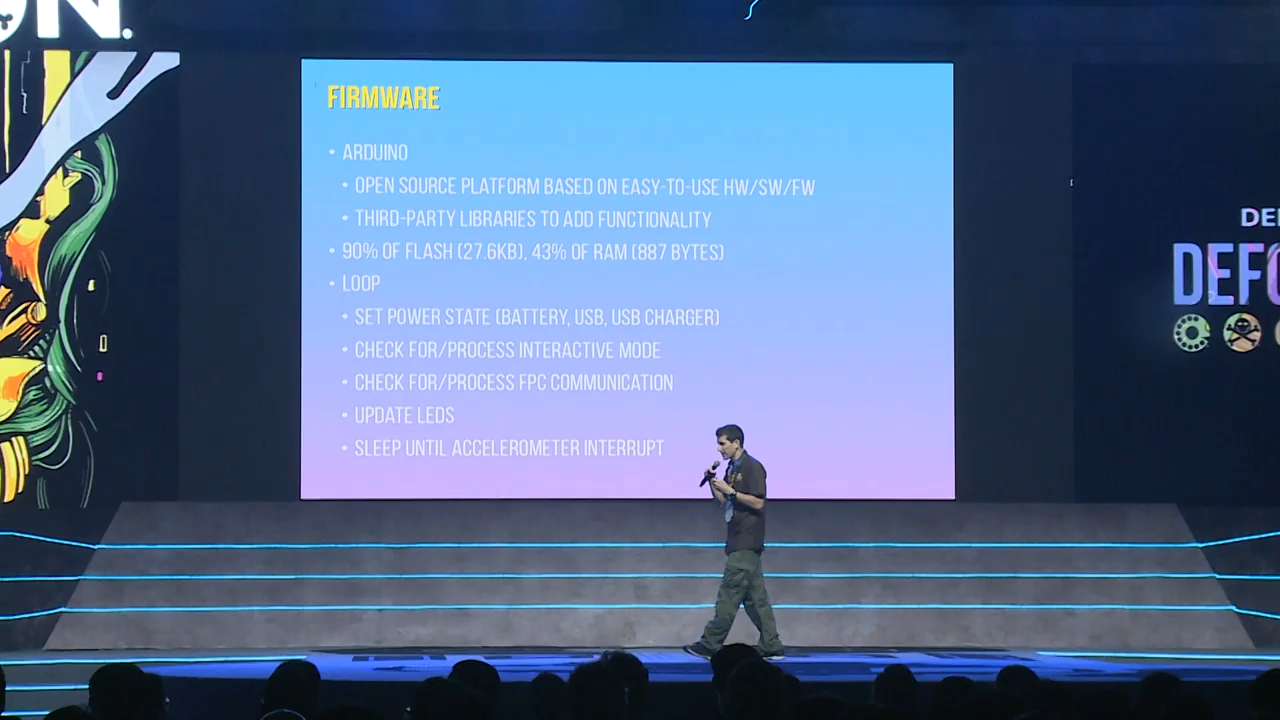 FIRMWARE
• ARDUINO
• OPEN SOURCE PLATFORM BASED ON EASY-TO-USE HW/SW/FW
• THIRD-PARTY LIBRARIES TO ADD FUNCTIONALITY
• 90% OF FLASH (27.6KB), 43% OF RAM (887 BYTES)
• LOOP
• SET POWER STATE (BATTERY, USB, USB CHARGER)
• CHECK FOR/PROCESS INTERACTIVE MODE
• CHECK FOR/PROCESS FPC COMMUNICATION
• UPDATE LEDS
• SLEEP UNTIL ACCELEROMETER INTERRUPT